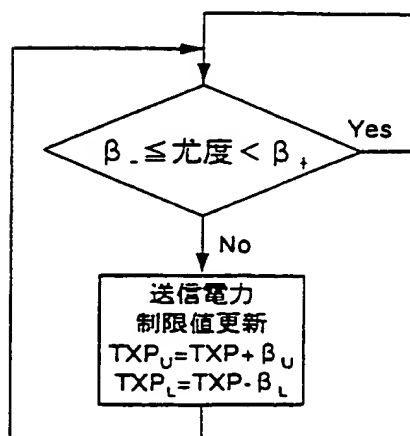 β₋≦尤度<β₊
Yes
No
送信電力
制限値更新
TXP_U=TXP+β_U
TXP_L=TXP-β_L